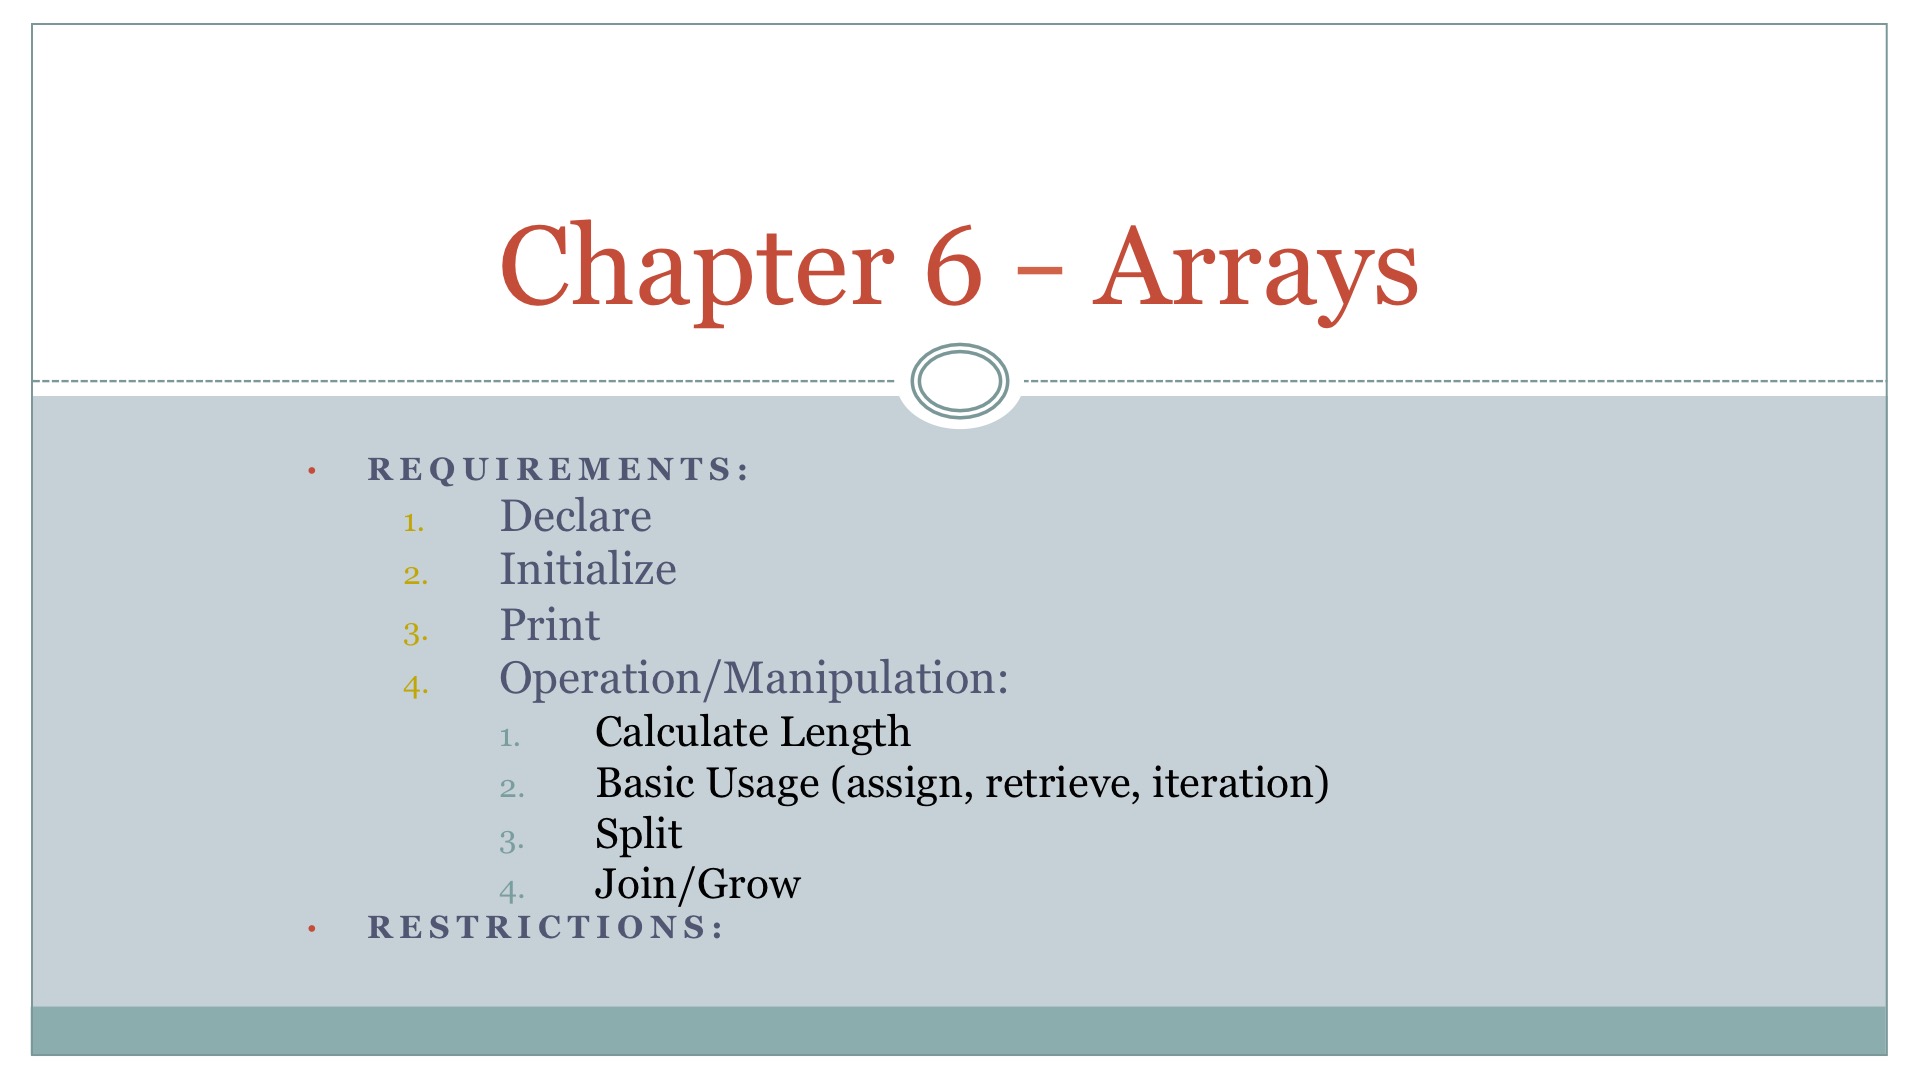 Chapter 6 – Arrays
• REQUIREMENTS:
1. Declare
2. Initialize
3. Print
4. Operation/Manipulation:
1. Calculate Length
2. Basic Usage (assign, retrieve, iteration)
3. Split
4. Join/Grow
• RESTRICTIONS: